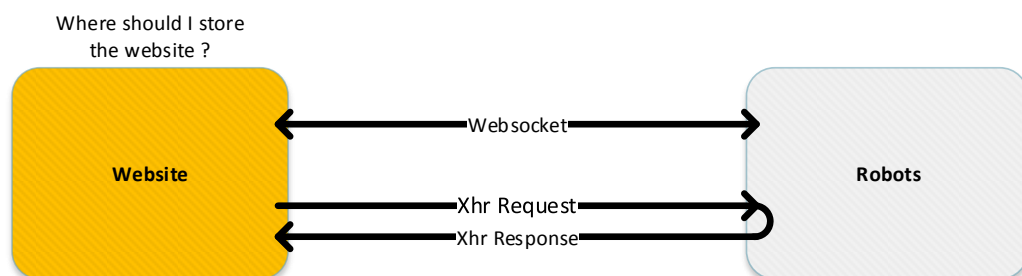 Where should I store
the website ?
Websocket
Website
Robots
Xhr Request
Xhr Response